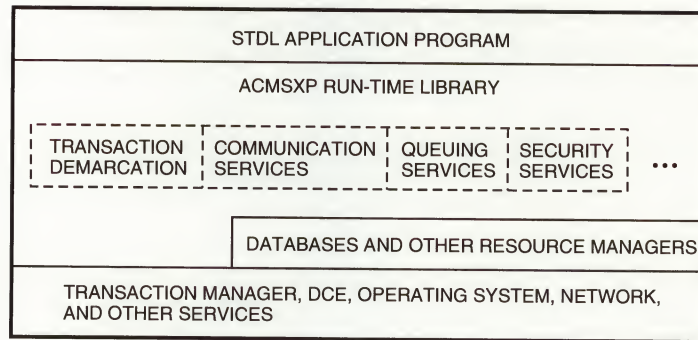 STDL APPLICATION PROGRAM
ACMSXP RUN-TIME LIBRARY
TRANSACTION
DEMARCATION
COMMUNICATION
SERVICES
QUEUING
SERVICES
SECURITY
SERVICES
...
DATABASES AND OTHER RESOURCE MANAGERS
TRANSACTION MANAGER, DCE, OPERATING SYSTEM, NETWORK,
AND OTHER SERVICES